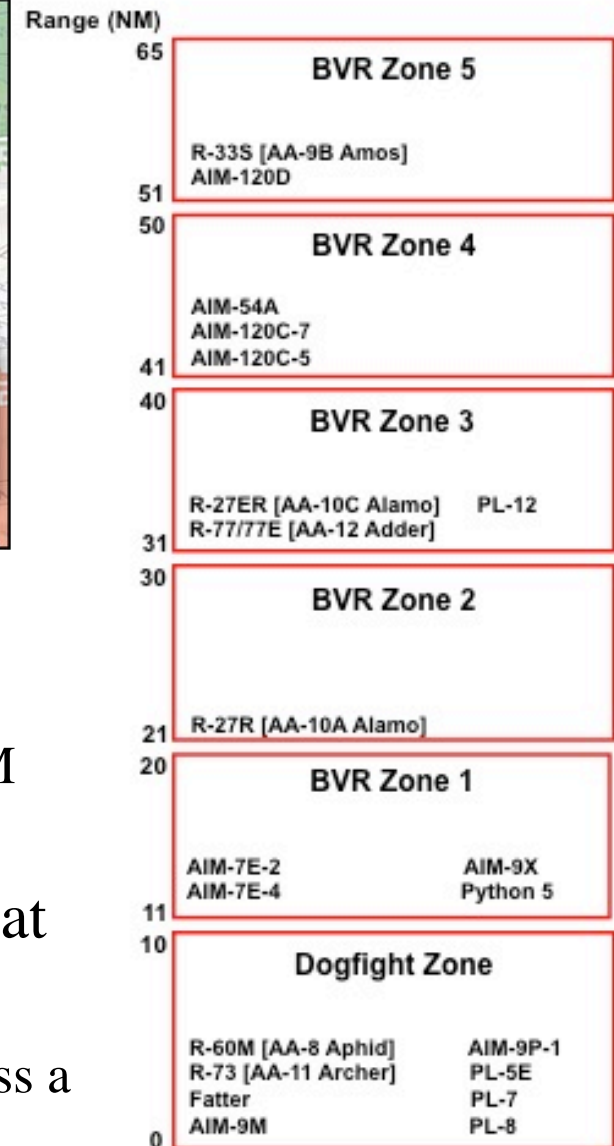 Range (NM)
65
BVR Zone 5
R-33S [AA-9B Amos]
AIM-120D
51
50
BVR Zone 4
AIM-54A
AIM-120C-7
AIM-120C-5
41
40
BVR Zone 3
R-27ER [AA-10C Alamo] PL-12
R-77/77E [AA-12 Adder]
31
30
BVR Zone 2
R-27R [AA-10A Alamo]
21
20
BVR Zone 1
AIM-7E-2 AIM-9X
AIM-7E-4 Python 5
11
10
Dogfight Zone
R-60M [AA-8 Aphid] AIM-9P-1
R-73 [AA-11 Archer] PL-5E
Fatter PL-7
AIM-9M PL-8
0
at
a